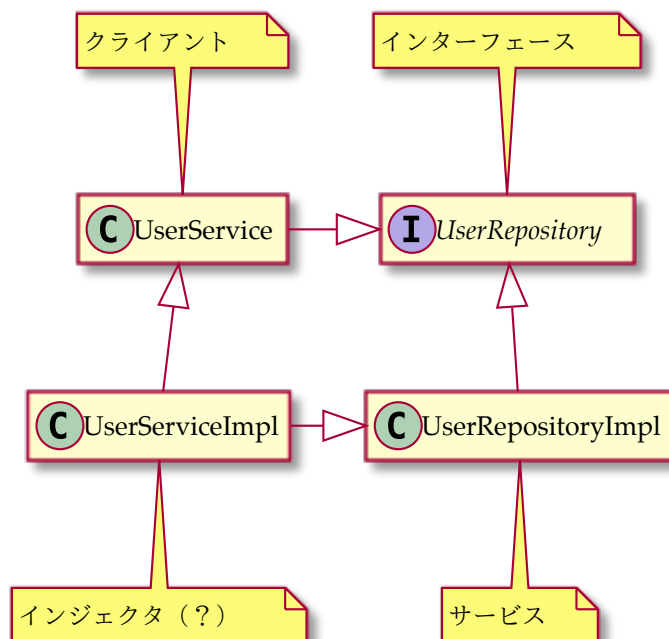 クライアント
インターフェース
C UserService
I UserRepository
C UserServiceImpl
C UserRepositoryImpl
インジェクタ（？）
サービス